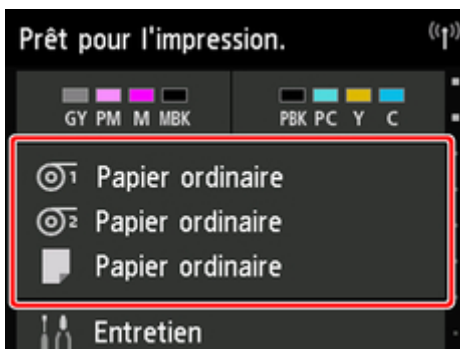 Prêt pour l'impression.
GY PM M MBK PBK PC Y C
1 Papier ordinaire
2 Papier ordinaire
Papier ordinaire
Entretien